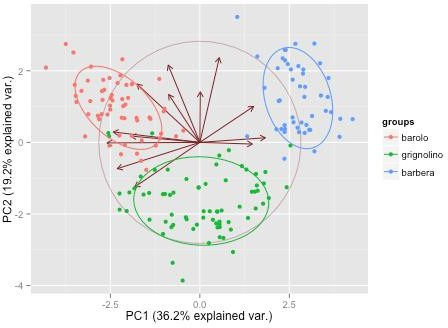 2
0
-2
-4
PC2 (19.2% explained var.)
-2.5
0.0
2.5
PC1 (36.2% explained var.)
groups
barolo
grignolino
barbera